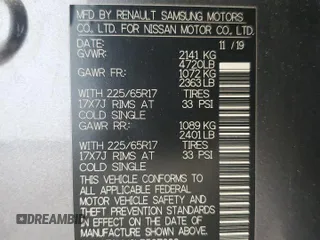 MFD BY RENAULT SAMSUNG MOTORS
CO. LTD. FOR NISSAN MOTOR CO. LTD.
DATE: 11 / 19
GVWR: 2141 KG
4720LB
GAWR FR: 1072 KG
2363LB
WITH 225/65R17 TIRES
17X7J RIMS AT 33 PSI
COLD SINGLE
GAWR RR: 1089 KG
2401LB
WITH 225/65R17 TIRES
17X7J RIMS AT 33 PSI
COLD SINGLE
THIS VEHICLE CONFORMS TO
ALL APPLICABLE FEDERAL
MOTOR VEHICLE SAFETY AND
THEFT PREVENTION STANDARDS
IN EFFECT ON THE DATE OF
MANUFACTURE SHOWN ABOVE
DREAMBID